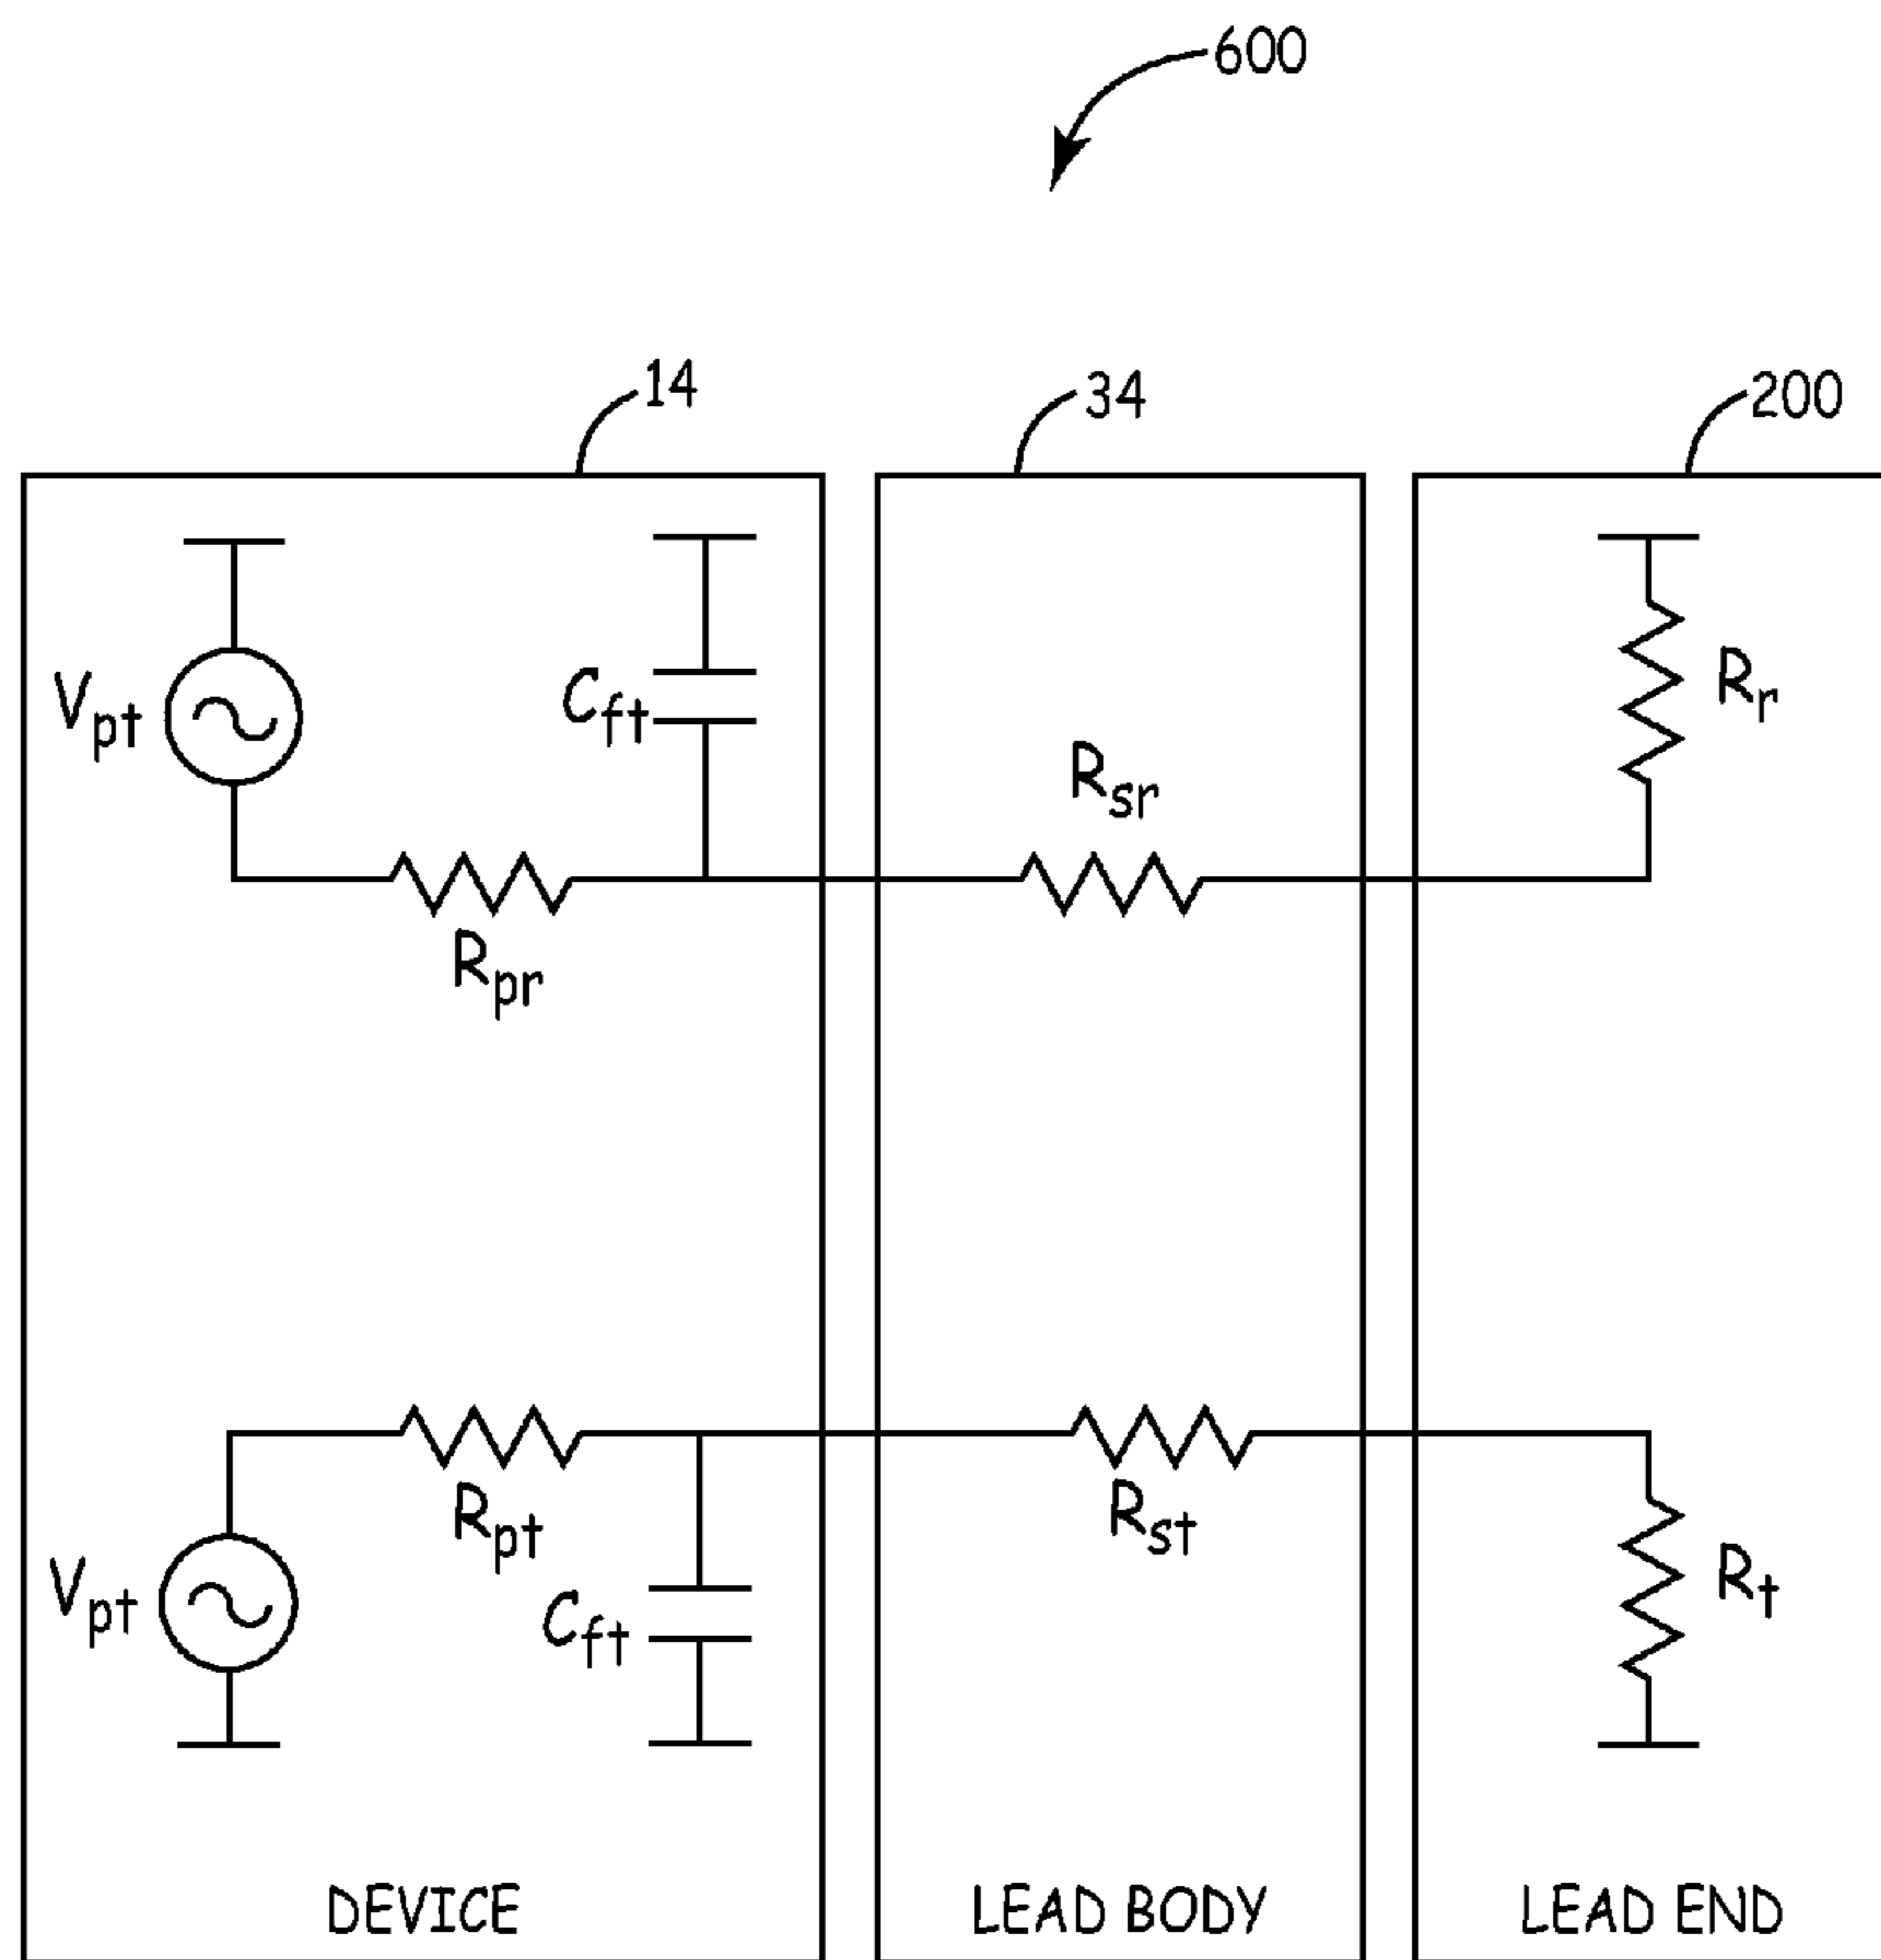 600
14
34
200
Vpt
Cft
Rr
Rsr
Rpr
Rpt
Rst
Vpt
Cft
Rt
DEVICE
LEAD BODY
LEAD END